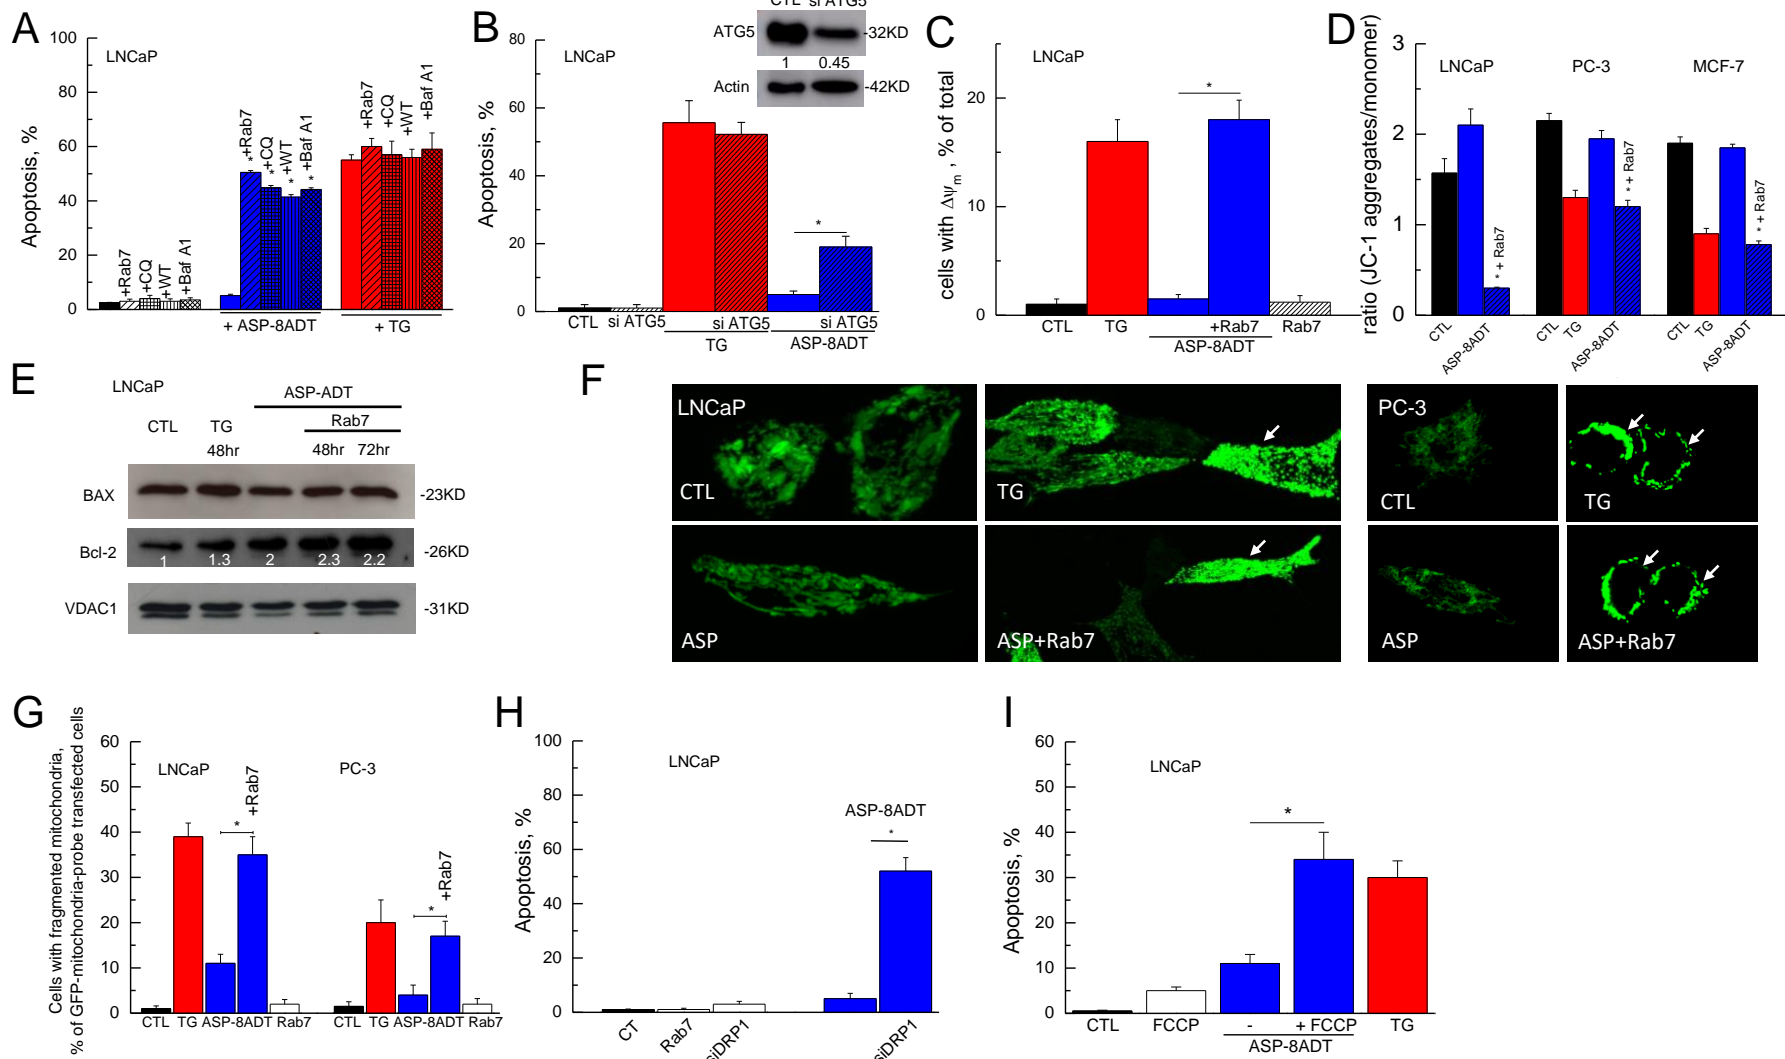 A
LNCaP
Apoptosis, %
100
80
60
40
20
0
+Rab7
+CQ
+WT
+Baf A1
+Rab7
+CQ
+WT
+Baf A1
* * * *
+Rab7
+CQ
+WT
+Baf A1
+ ASP-8ADT
+ TG
B
LNCaP
Apoptosis, %
80
60
40
20
0
CTL si ATG5
ATG5 -32KD
1 0.45
Actin -42KD
*
CTL si ATG5 si ATG5 si ATG5
TG ASP-8ADT
C
LNCaP
cells with Δψm , % of total
20
10
0
*
CTL TG +Rab7 Rab7
ASP-8ADT
D
ratio (JC-1 aggregates/monomer)
3
2
1
0
LNCaP PC-3 MCF-7
* + Rab7
* + Rab7
* + Rab7
CTL
ASP-8ADT
CTL
TG
ASP-8ADT
CTL
TG
ASP-8ADT
E
LNCaP
ASP-ADT
CTL TG Rab7
48hr 48hr 72hr
BAX -23KD
Bcl-2 -26KD
1 1.3 2 2.3 2.2
VDAC1 -31KD
F
LNCaP
CTL
TG
PC-3
CTL
TG
ASP
ASP+Rab7
ASP
ASP+Rab7
G
Cells with fragmented mitochondria,
% of GFP-mitochondria-probe transfected cells
60
50
40
30
20
10
0
LNCaP PC-3
+Rab7
*
+Rab7
*
CTL TG ASP-8ADT Rab7 CTL TG ASP-8ADT Rab7
H
LNCaP
Apoptosis, %
100
80
60
40
20
0
ASP-8ADT
*
CT
Rab7
siDRP1
siDRP1
I
LNCaP
Apoptosis, %
60
50
40
30
20
10
0
*
CTL FCCP - + FCCP TG
ASP-8ADT